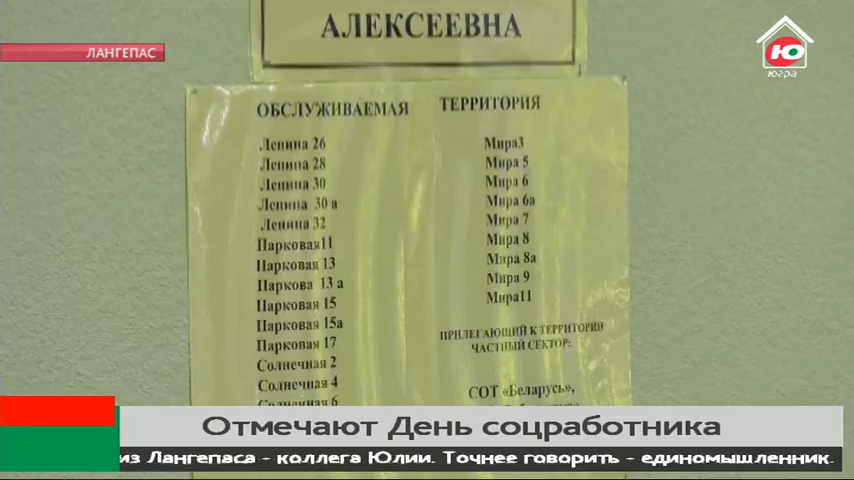 АЛЕКСЕЕВНА
ЛАНГЕПАС
Ю
югра
ОБСЛУЖИВАЕМАЯ ТЕРРИТОРИЯ
Ленина 26
Ленина 28
Ленина 30
Ленина 30 а
Ленина 32
Парковая11
Парковая 13
Паркова 13 а
Парковая 15
Парковая 15а
Парковая 17
Солнечная 2
Солнечная 4
Солнечная 6
Мира3
Мира 5
Мира 6
Мира 6а
Мира 7
Мира 8
Мира 8а
Мира 9
Мира11
ПРИЛЕГАЮЩИЙ К ТЕРРИТОРИИ
ЧАСТНЫЙ СЕКТОР:
СОТ «Беларусь»,
Отмечают День соцработника
из Лангепаса - коллега Юлии. Точнее говорить - единомышленник.